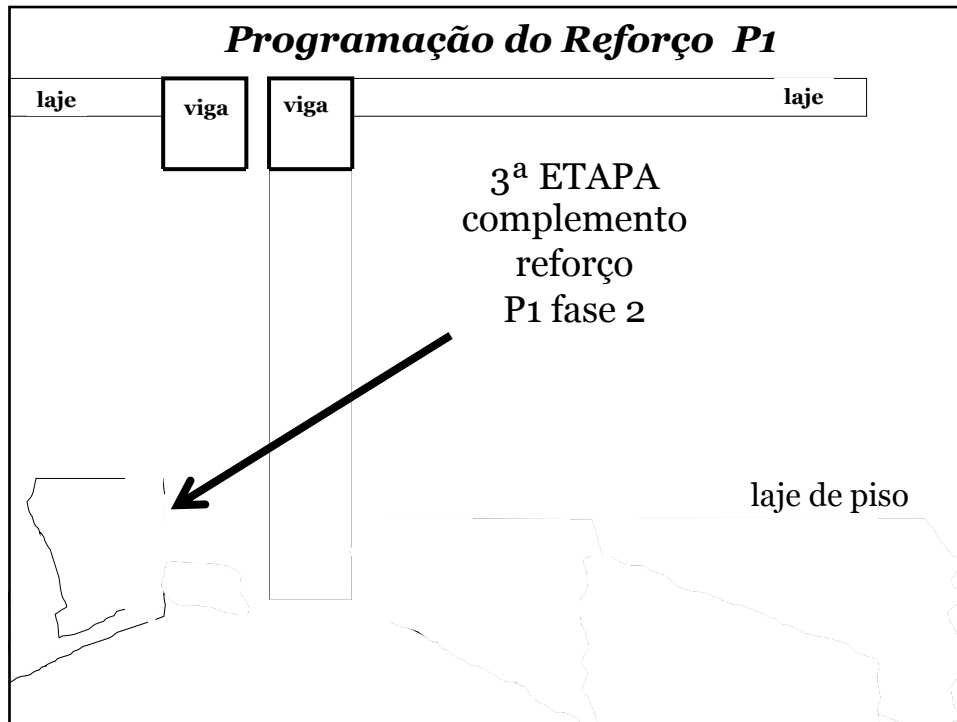 Programação do Reforço P1
laje
viga
viga
laje
3ª ETAPA
complemento
reforço
P1 fase 2
laje de piso